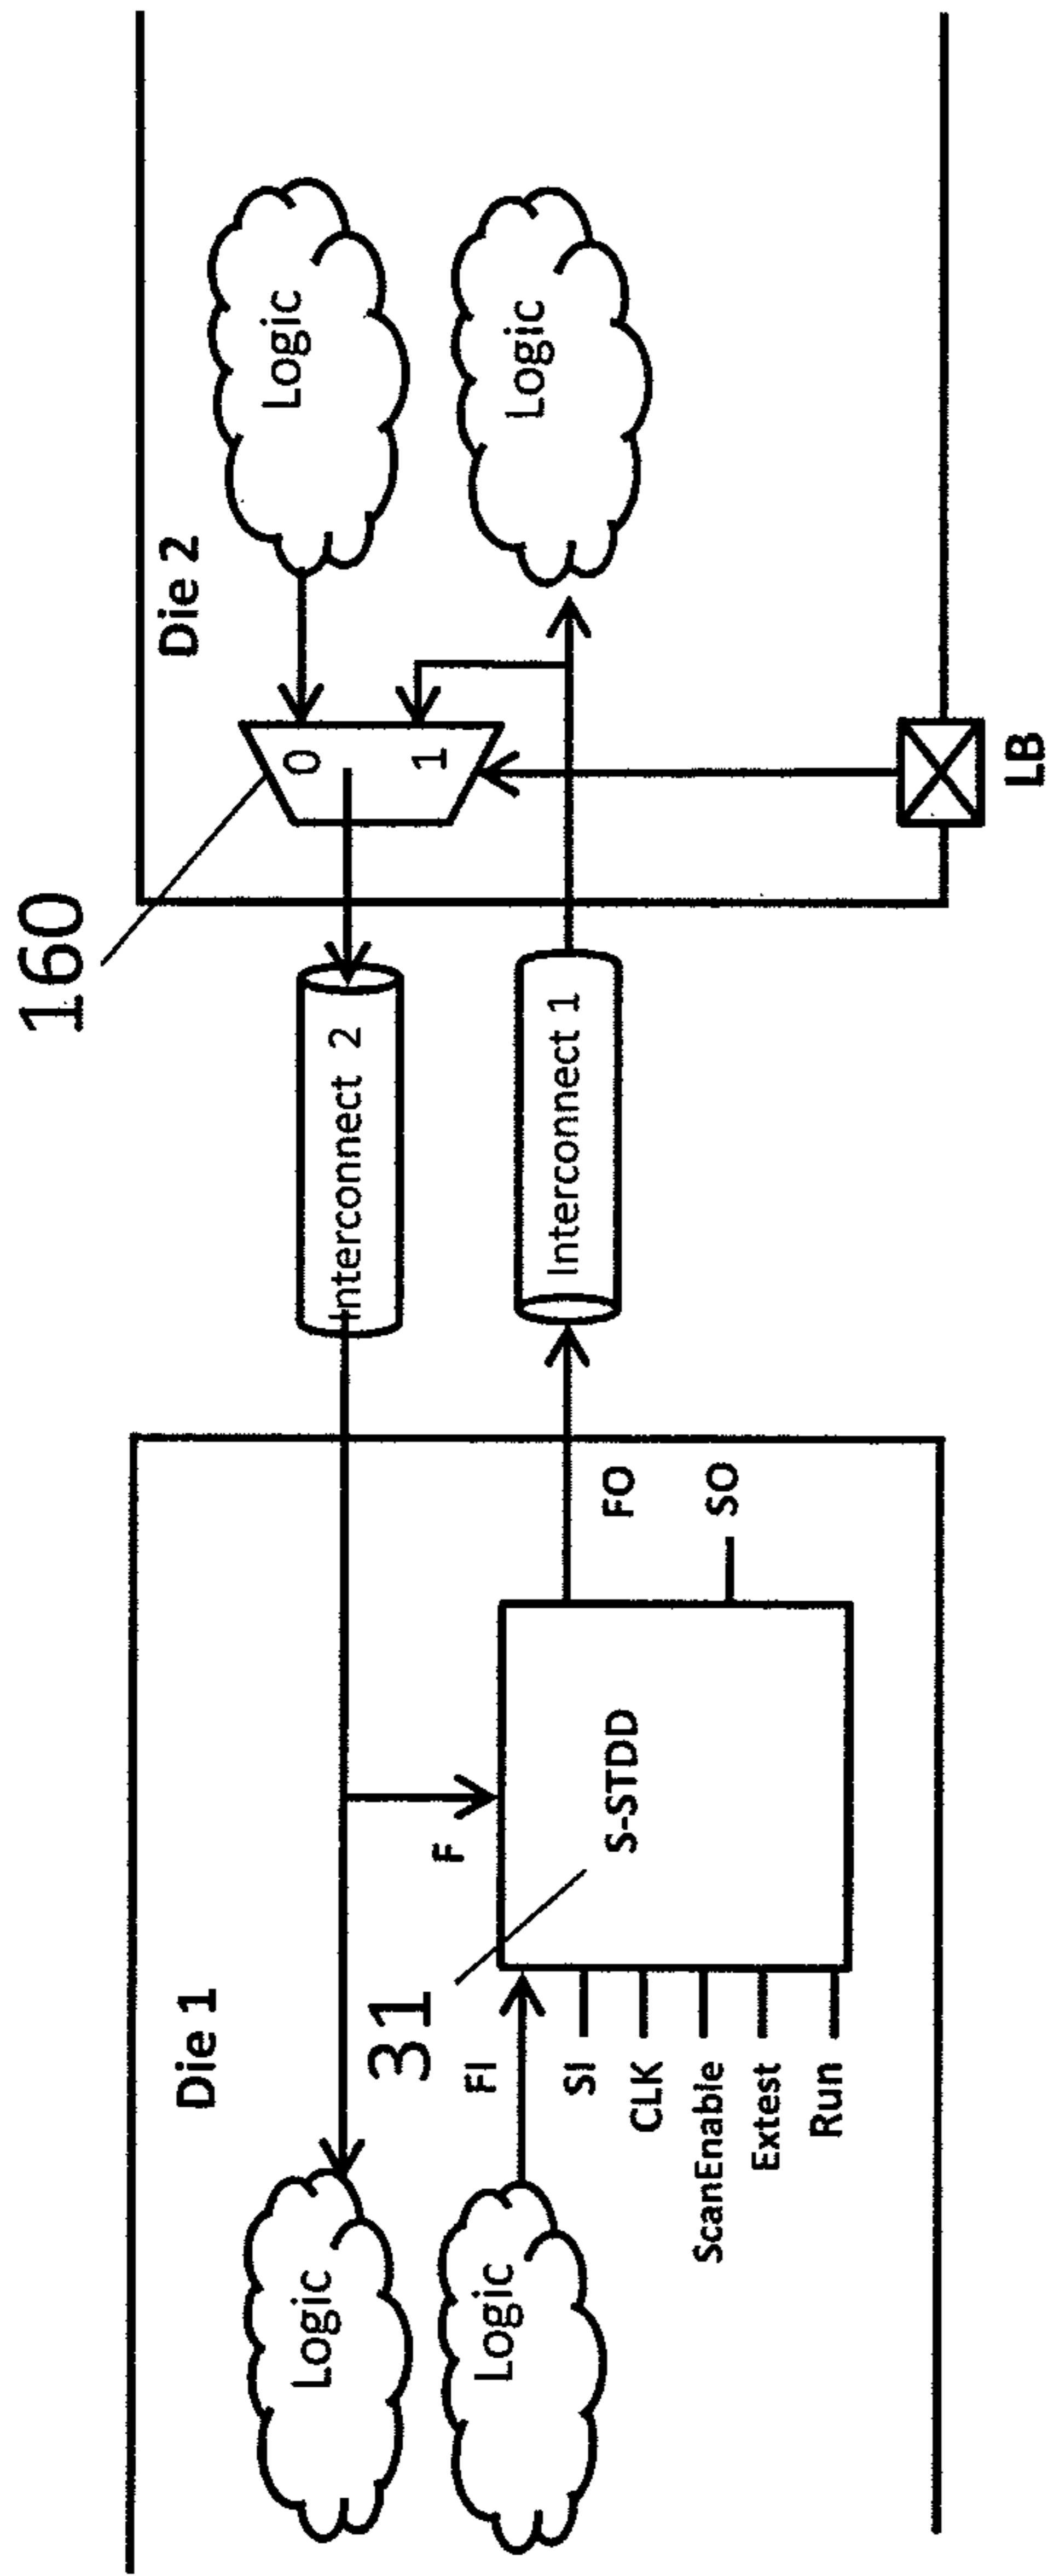 Die 1
Logic
Logic
31
F
FI
SI
CLK
ScanEnable
Extest
Run
S-STDD
FO
SO
Interconnect 2
Interconnect 1
160
Die 2
0
1
Logic
Logic
LB